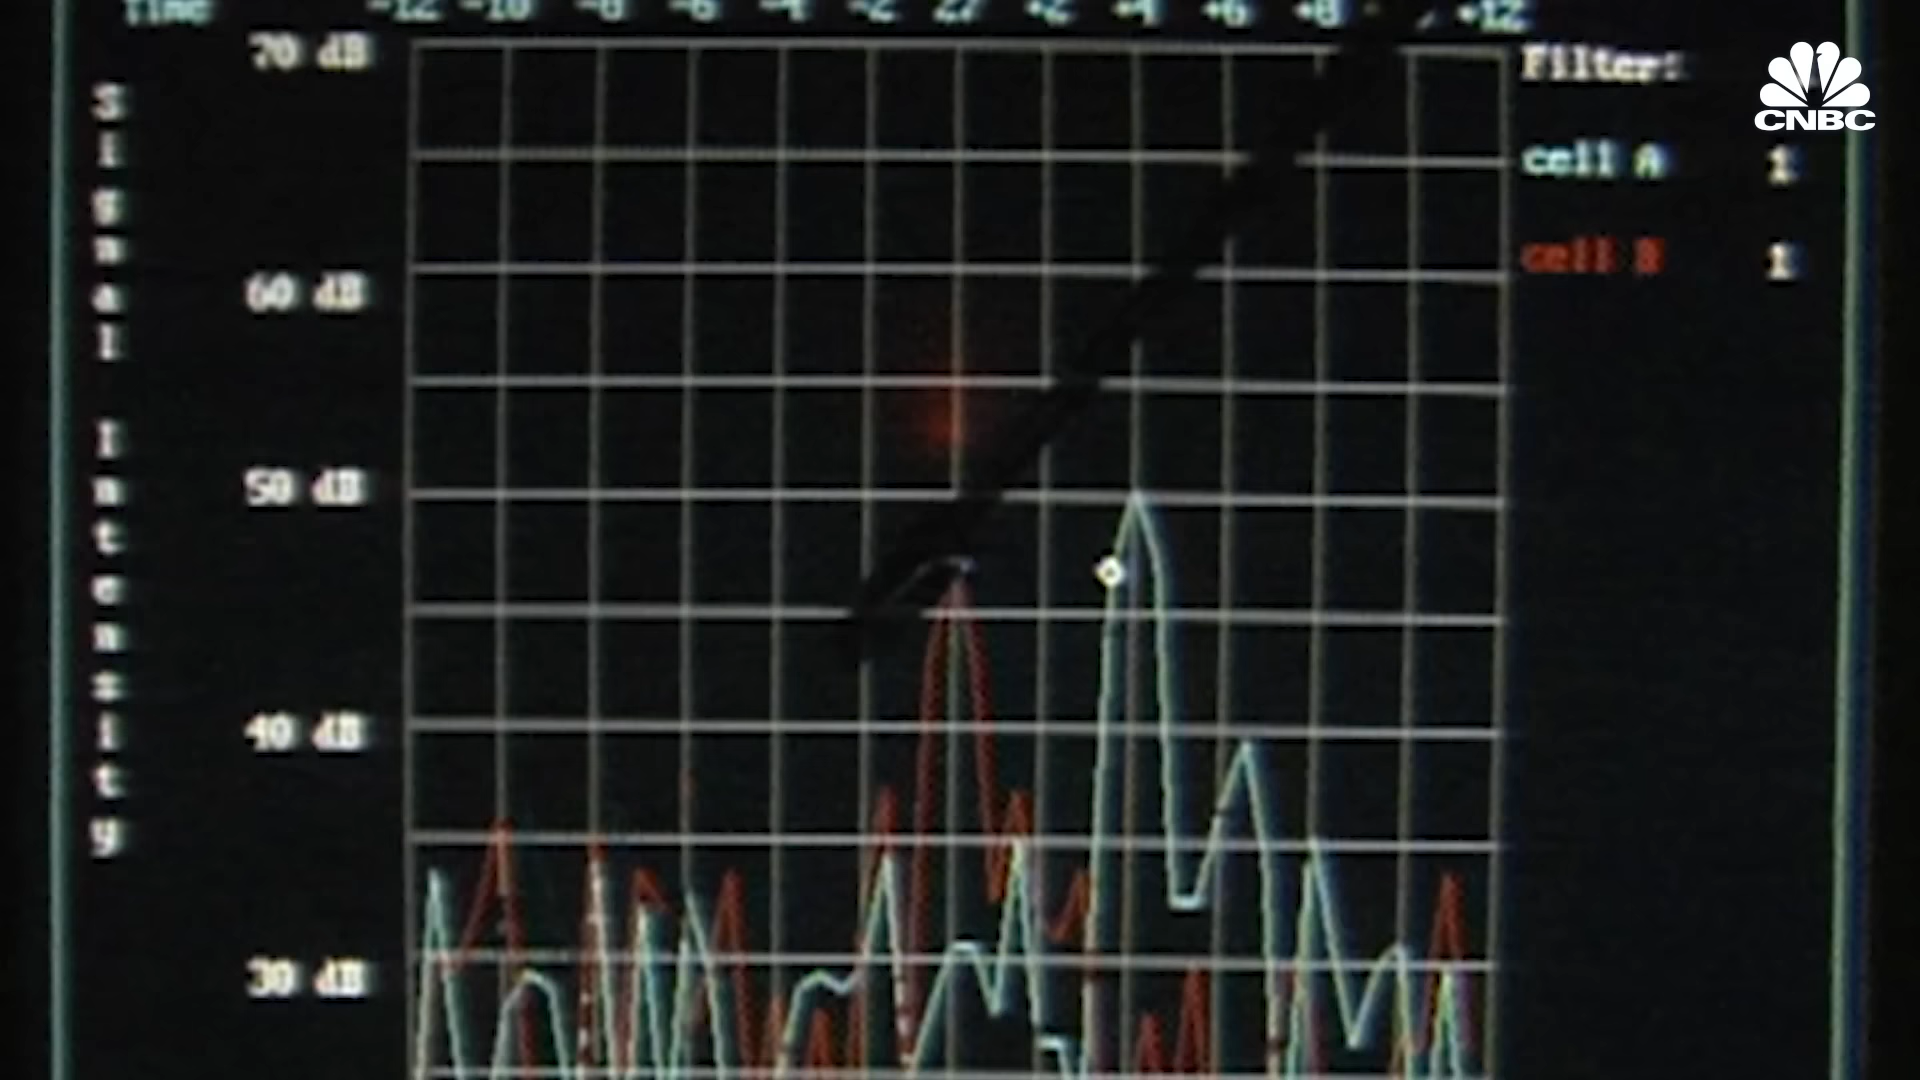 Time -12 -10 -8 -6 -4 -2 27 +2 +4 +6 +8 +12
70 dB
60 dB
50 dB
40 dB
30 dB
Signal Intensity
Filter:
cell A 1
cell B 1
CNBC